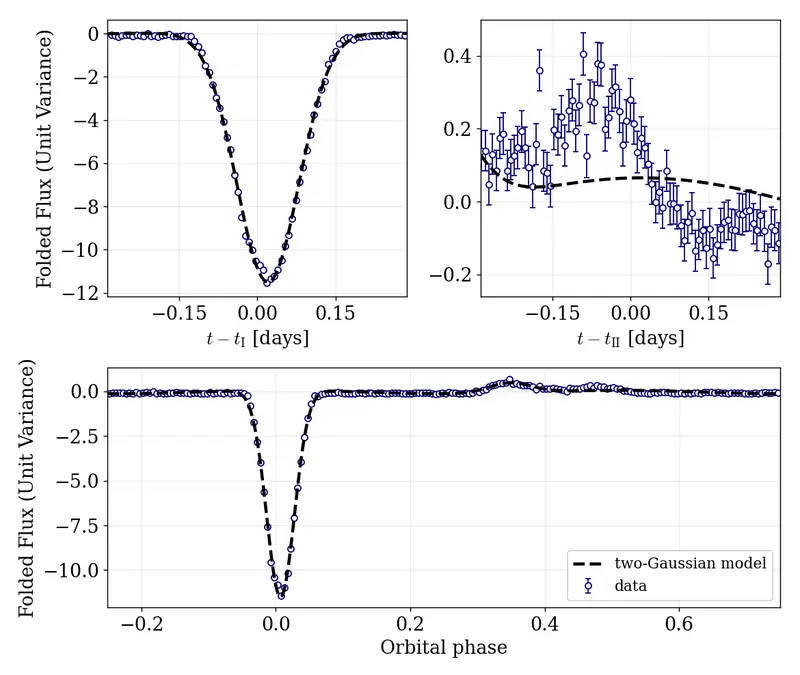 Folded Flux (Unit Variance)
0
−2
−4
−6
−8
−10
−12
−0.15 0.00 0.15
t − tI [days]
0.4
0.2
0.0
−0.2
−0.15 0.00 0.15
t − tII [days]
Folded Flux (Unit Variance)
0.0
−2.5
−5.0
−7.5
−10.0
two-Gaussian model
data
−0.2 0.0 0.2 0.4 0.6
Orbital phase